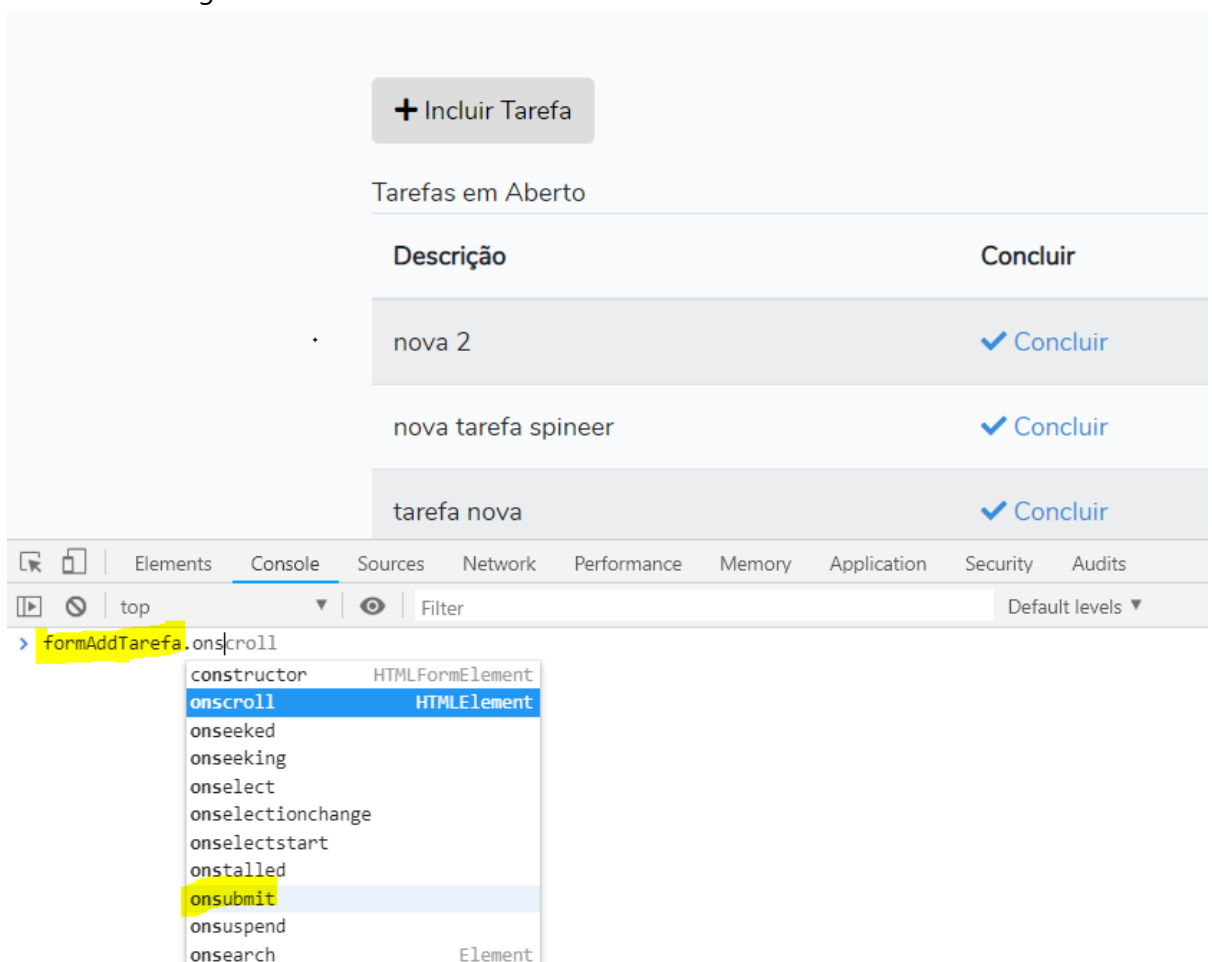 Incluir Tarefa
Tarefas em Aberto
Descrição Concluir
nova 2 Concluir
nova tarefa spineer Concluir
tarefa nova Concluir
Elements Console Sources Network Performance Memory Application Security Audits
top Filter Default levels ▼
> formAddTarefa.onscroll
constructor HTMLFormElement
onscroll HTMLElement
onseeked
onseeking
onselect
onselectionchange
onselectstart
onstalled
onsubmit
onsuspend
onsearch Element